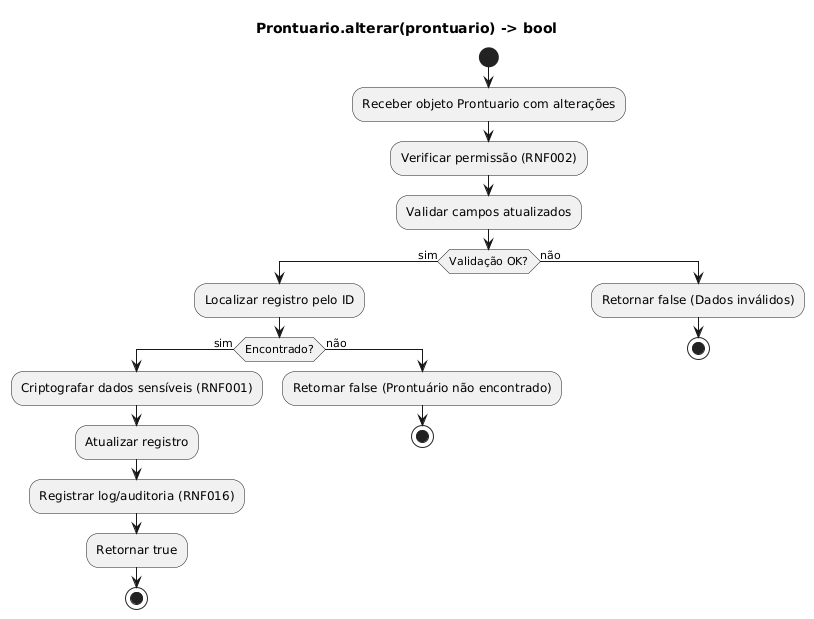 Prontuario.alterar(prontuario) -> bool
Receber objeto Prontuario com alterações
Verificar permissão (RNF002)
Validar campos atualizados
sim
Validação OK?
não
Localizar registro pelo ID
Retornar false (Dados inválidos)
sim
Encontrado?
não
Criptografar dados sensíveis (RNF001)
Retornar false (Prontuário não encontrado)
Atualizar registro
Registrar log/auditoria (RNF016)
Retornar true